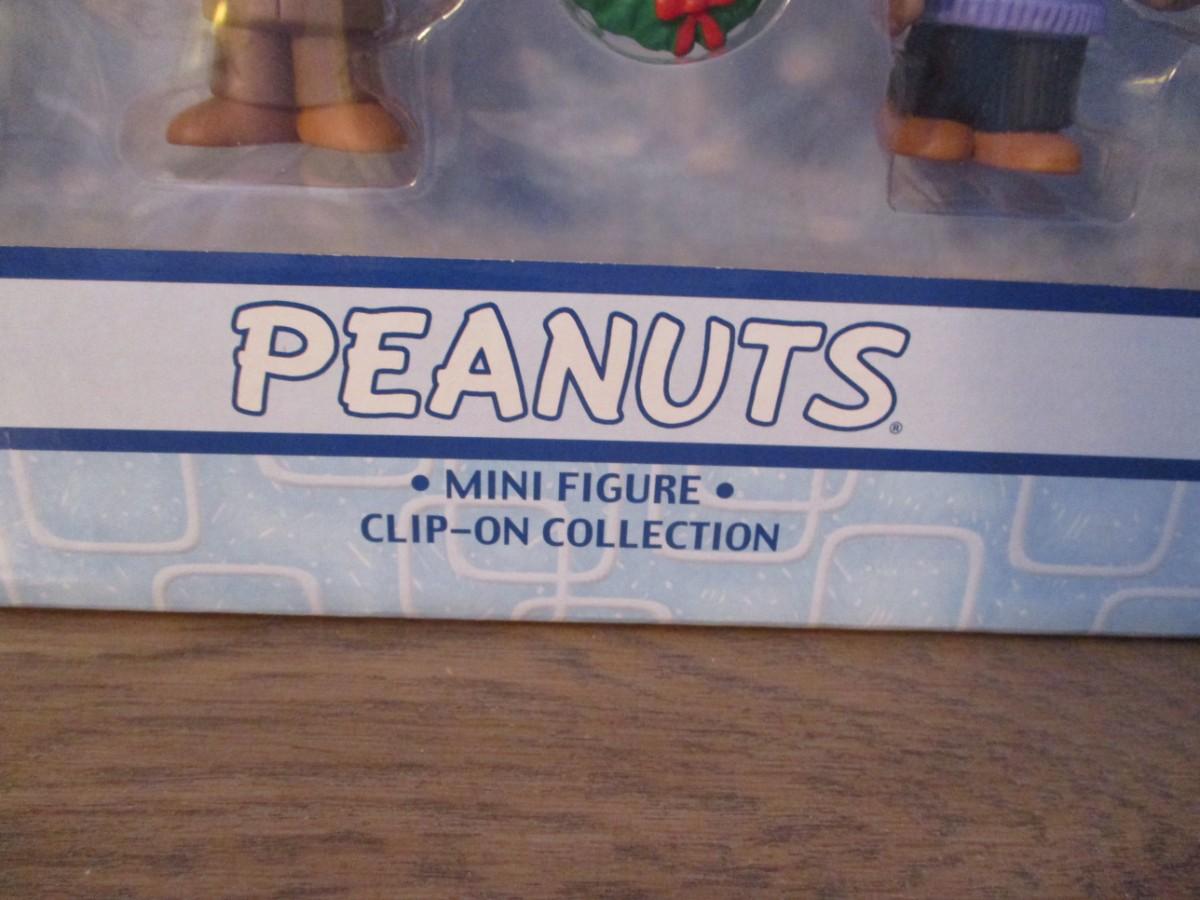 PEANUTS®
• MINI FIGURE •
CLIP-ON COLLECTION